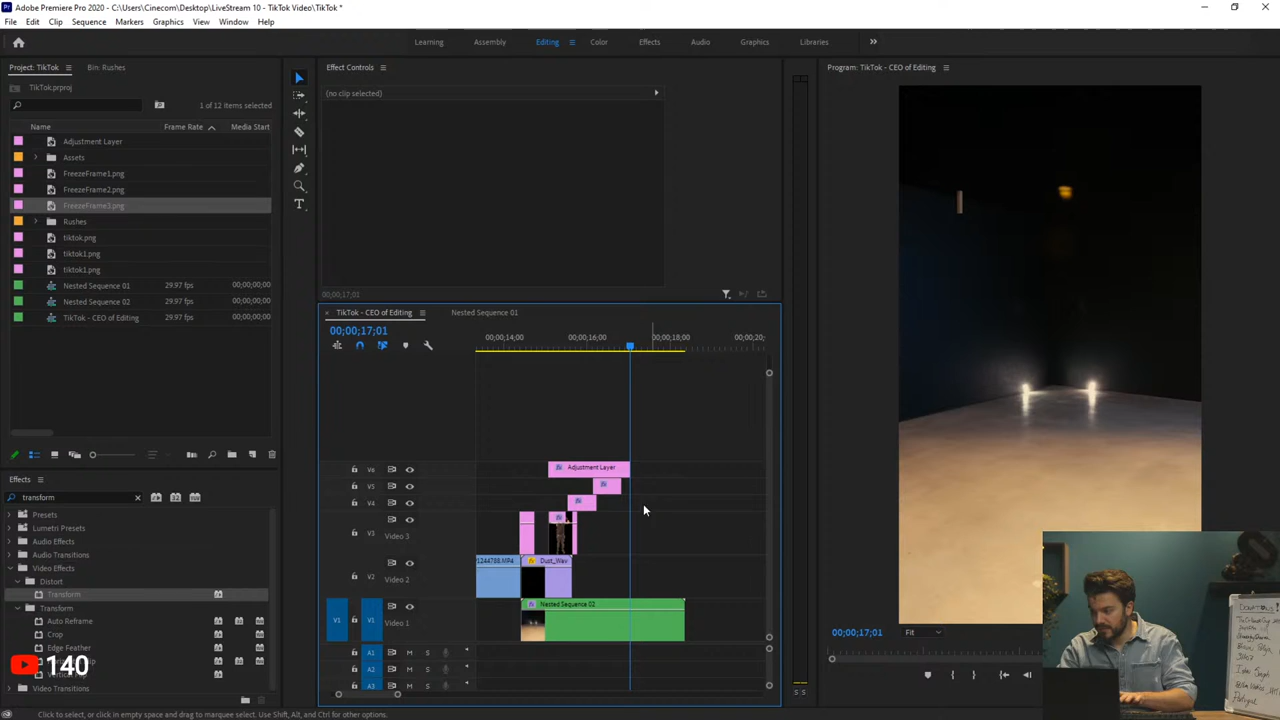 Adobe Premiere Pro 2020 - C:\Users\Cinecom\Desktop\LiveStream 10 - TikTok Video\TikTok *
File Edit Clip Sequence Markers Graphics View Window Help
Learning Assembly Editing Color Effects Audio Graphics Libraries
Project: TikTok Bin: Rushes
TikTok.prproj
1 of 12 items selected
Name Frame Rate Media Start
Adjustment Layer
Assets
FreezeFrame1.png
FreezeFrame2.png
FreezeFrame3.png
Rushes
tiktok.png
tiktok1.png
tiktok1.png
Nested Sequence 01 29.97 fps 00;00;00;00
Nested Sequence 02 29.97 fps 00;00;00;00
TikTok - CEO of Editing 29.97 fps 00;00;00;00
Effects
transform
Presets
Lumetri Presets
Audio Effects
Audio Transitions
Video Effects
Distort
Transform
Transform
Auto Reframe
Crop
Edge Feather
Video Transitions
140
Effect Controls
(no clip selected)
00;00;17;01
TikTok - CEO of Editing Nested Sequence 01
00;00;17;01
00;00;14;00 00;00;16;00 00;00;18;00 00;00;20;
V6 Adjustment Layer
V5
V4
V3 Video 3
V2 Video 2 1244788.MP4 Dust_Wav
V1 V1 Video 1 Nested Sequence 02
A1 M S
A2 M S
A3 M S
S S
Program: TikTok - CEO of Editing
00;00;17;01 Fit
Click to select, or click in empty space and drag to marquee select. Use Shift, Alt, and Ctrl for other options.